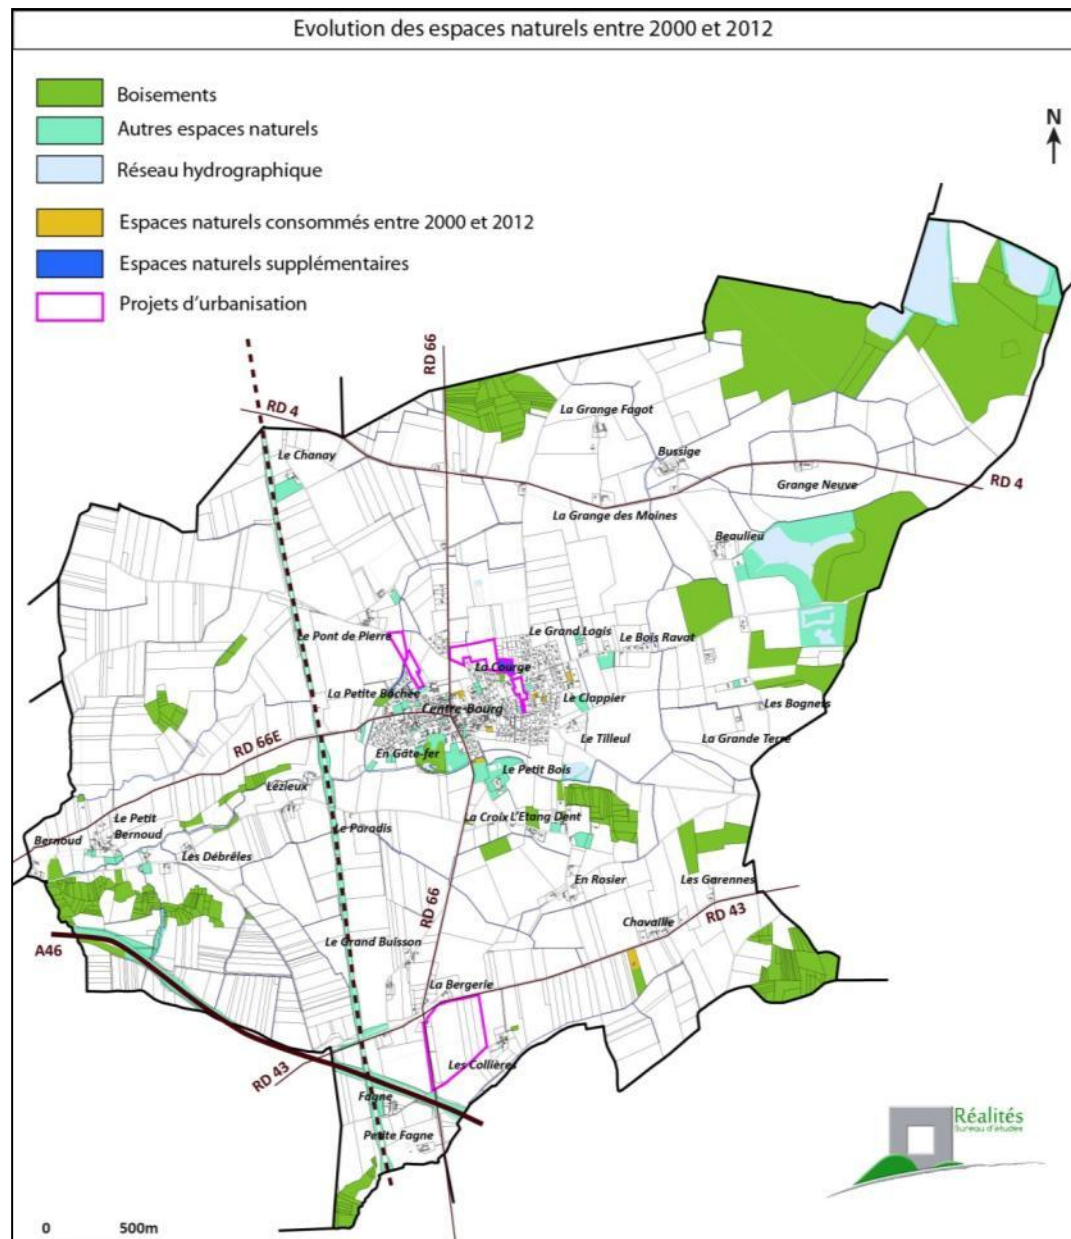 Evolution des espaces naturels entre 2000 et 2012
Boisements
Autres espaces naturels
Réseau hydrographique
Espaces naturels consommés entre 2000 et 2012
Espaces naturels supplémentaires
Projets d'urbanisation
N
RD 66
RD 4
La Grange Fagot
Le Chanay
Bussige
Grange Neuve
RD 4
La Grange des Moines
Beaulieu
Le Pont de Pierre
Le Grand Logis
Le Bois Ravat
La Courge
La Petite Bachée
Le Clappier
Centre-Bourg
Les Bognets
La Grande Terre
Le Tilleul
RD 66E
En Gâte-fer
Le Petit Bois
Lézieux
Le Petit
Bernoud
Bernoud
La Croix
L'Etang Dent
Le Paradis
Les Débrêles
En Rosier
Les Garennes
RD 66
RD 43
Chavaille
Le Grand Buisson
A46
La Bergerie
Les Collières
RD 43
Fagne
Petite Fagne
Réalités
Bureau d'études
0 500m